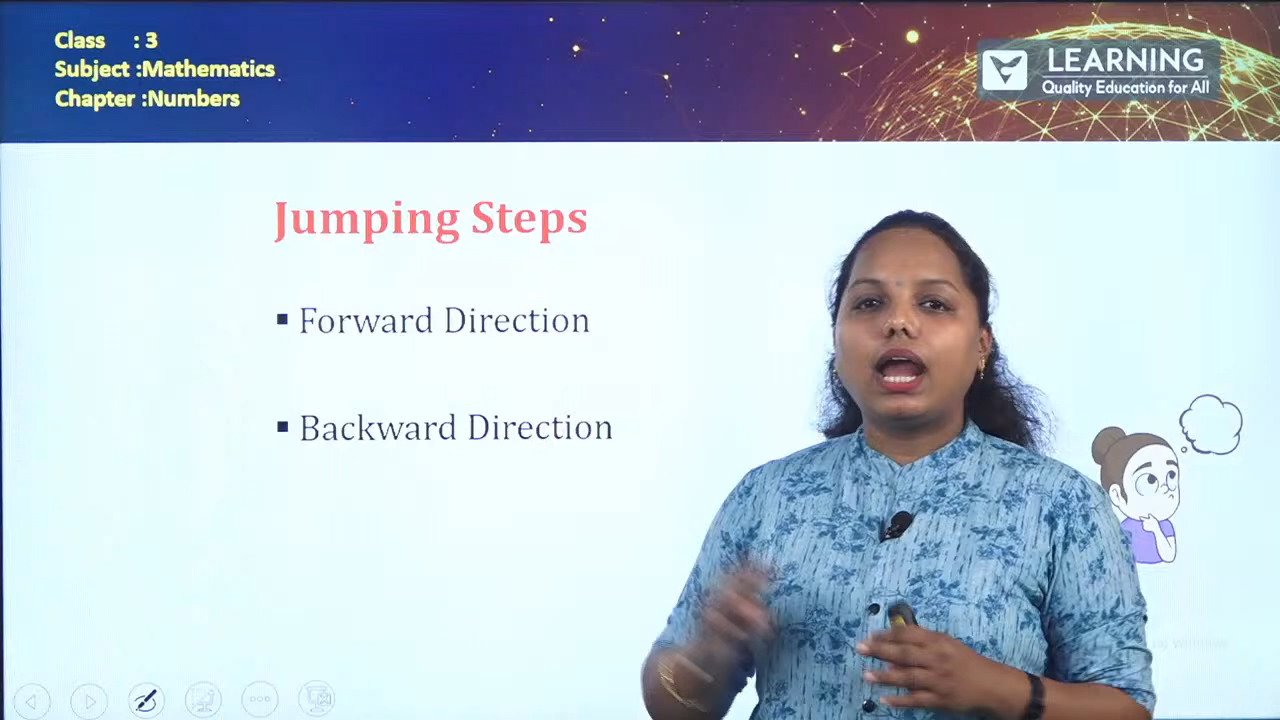 Class : 3
Subject :Mathematics
Chapter :Numbers
LEARNING
Quality Education for All
Jumping Steps
▪ Forward Direction
▪ Backward Direction